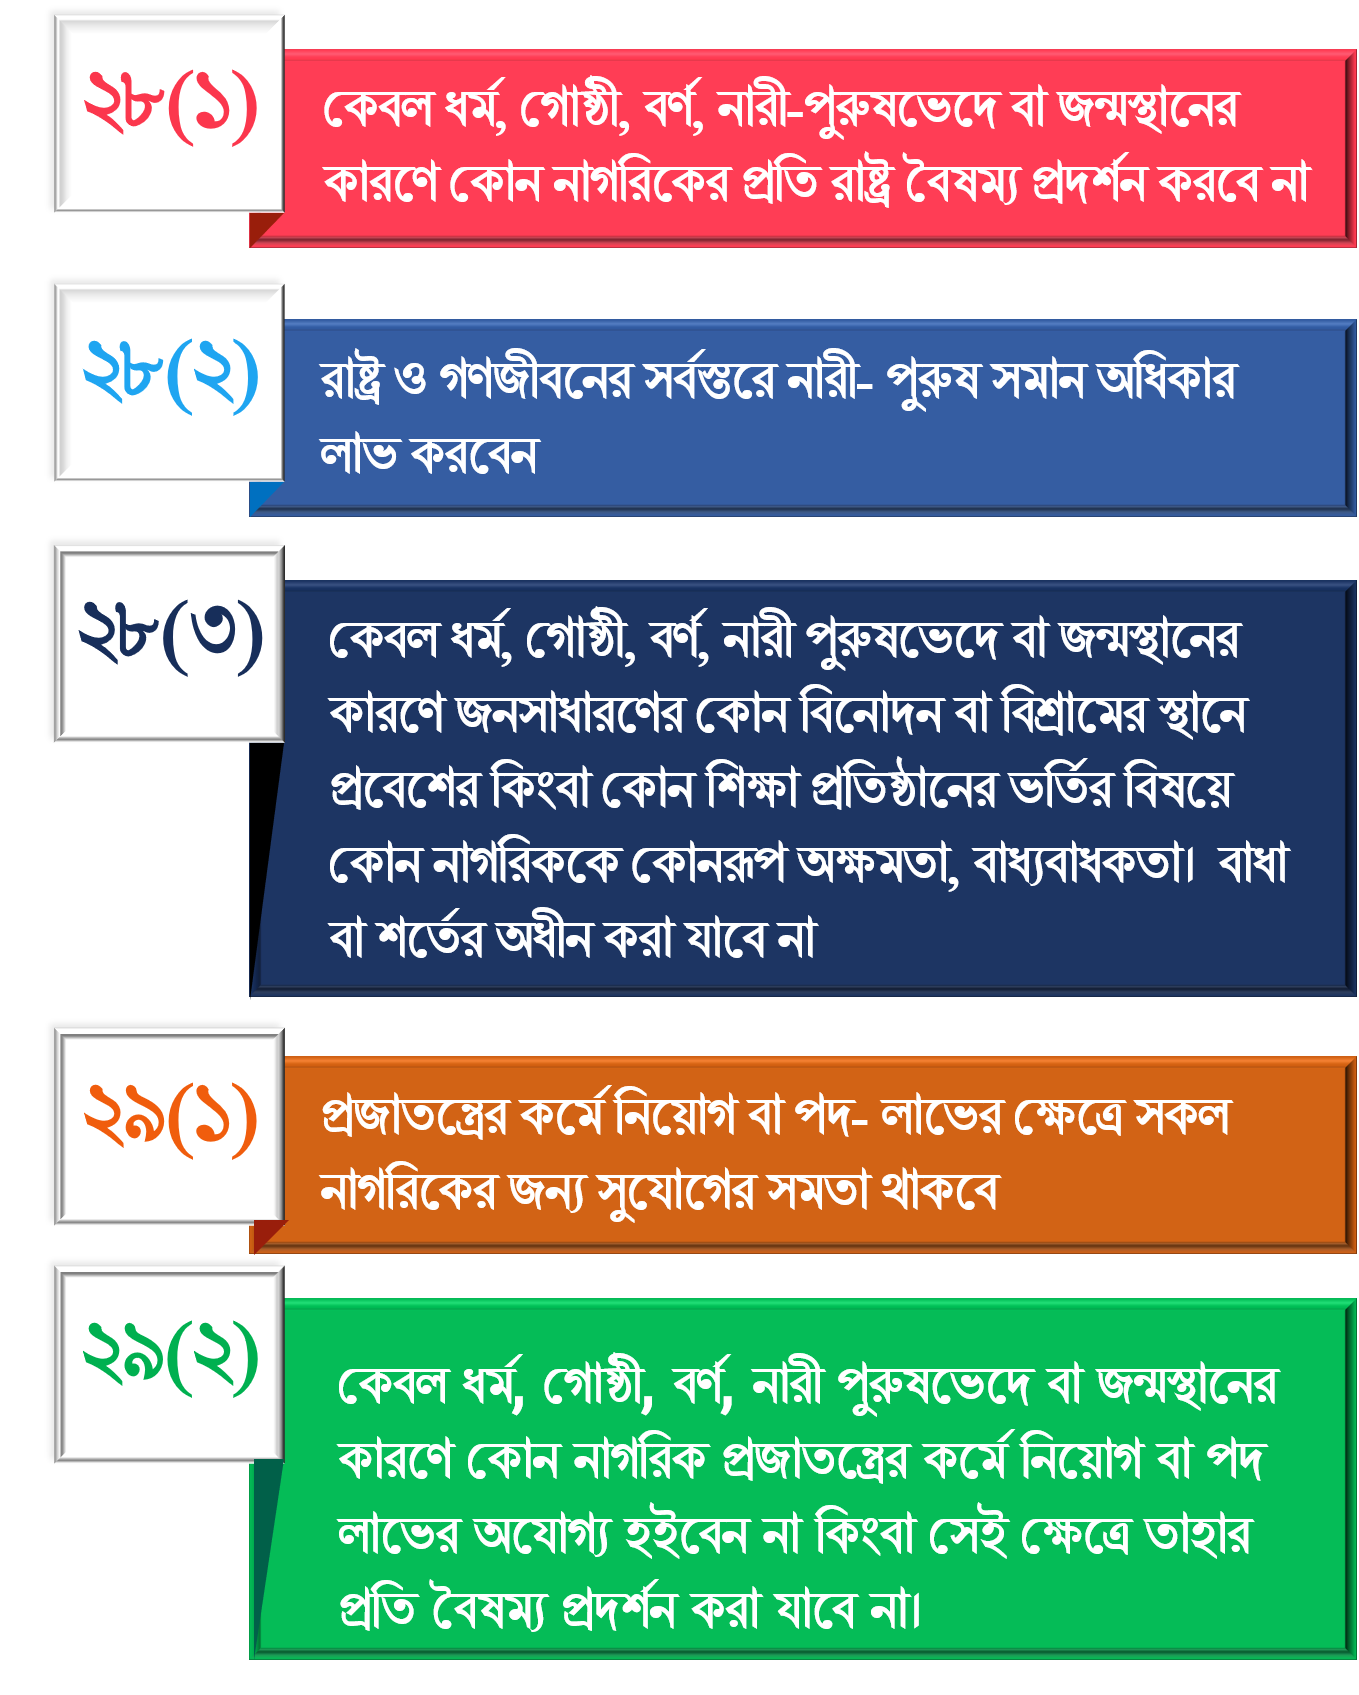 ২৮(১)
কেবল ধর্ম, গোষ্ঠী, বর্ণ, নারী-পুরুষভেদে বা জন্মস্থানের
কারণে কোন নাগরিকের প্রতি রাষ্ট্র বৈষম্য প্রদর্শন করবে না
২৮(২)
রাষ্ট্র ও গণজীবনের সর্বস্তরে নারী- পুরুষ সমান অধিকার
লাভ করবেন
২৮(৩)
কেবল ধর্ম, গোষ্ঠী, বর্ণ, নারী পুরুষভেদে বা জন্মস্থানের
কারণে জনসাধারণের কোন বিনোদন বা বিশ্রামের স্থানে
প্রবেশের কিংবা কোন শিক্ষা প্রতিষ্ঠানের ভর্তির বিষয়ে
কোন নাগরিককে কোনরূপ অক্ষমতা, বাধ্যবাধকতা। বাধা
বা শর্তের অধীন করা যাবে না
২৯(১)
প্রজাতন্ত্রের কর্মে নিয়োগ বা পদ- লাভের ক্ষেত্রে সকল
নাগরিকের জন্য সুযোগের সমতা থাকবে
২৯(২)
কেবল ধর্ম, গোষ্ঠী, বর্ণ, নারী পুরুষভেদে বা জন্মস্থানের
কারণে কোন নাগরিক প্রজাতন্ত্রের কর্মে নিয়োগ বা পদ
লাভের অযোগ্য হইবেন না কিংবা সেই ক্ষেত্রে তাহার
প্রতি বৈষম্য প্রদর্শন করা যাবে না।